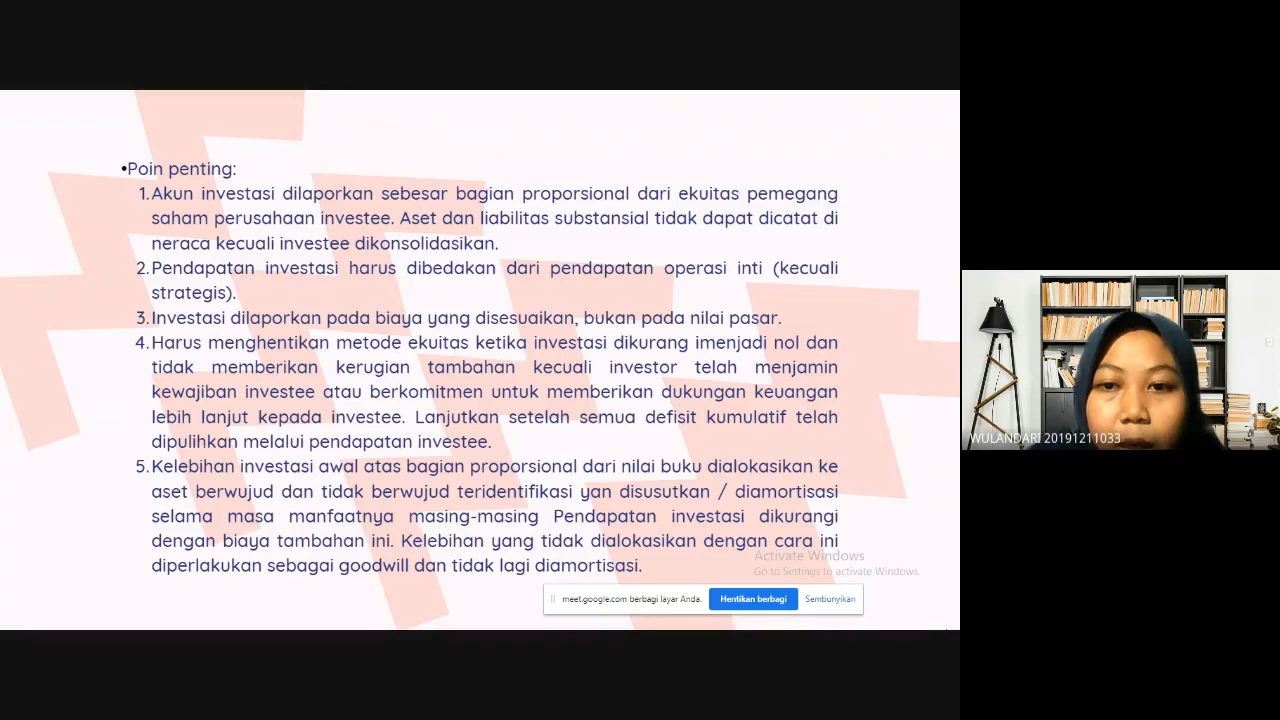 •Poin penting:
1. Akun investasi dilaporkan sebesar bagian proporsional dari ekuitas pemegang
saham perusahaan investee. Aset dan liabilitas substansial tidak dapat dicatat di
neraca kecuali investee dikonsolidasikan.
2. Pendapatan investasi harus dibedakan dari pendapatan operasi inti (kecuali
strategis).
3. Investasi dilaporkan pada biaya yang disesuaikan, bukan pada nilai pasar.
4. Harus menghentikan metode ekuitas ketika investasi dikurang imenjadi nol dan
tidak memberikan kerugian tambahan kecuali investor telah menjamin
kewajiban investee atau berkomitmen untuk memberikan dukungan keuangan
lebih lanjut kepada investee. Lanjutkan setelah semua defisit kumulatif telah
dipulihkan melalui pendapatan investee.
5. Kelebihan investasi awal atas bagian proporsional dari nilai buku dialokasikan ke
aset berwujud dan tidak berwujud teridentifikasi yan disusutkan / diamortisasi
selama masa manfaatnya masing-masing Pendapatan investasi dikurangi
dengan biaya tambahan ini. Kelebihan yang tidak dialokasikan dengan cara ini
diperlakukan sebagai goodwill dan tidak lagi diamortisasi.
Activate Windows
Go to Settings to activate Windows.
meet.google.com berbagi layar Anda.
Hentikan berbagi
Sembunyikan
WULANDARI 20191211033